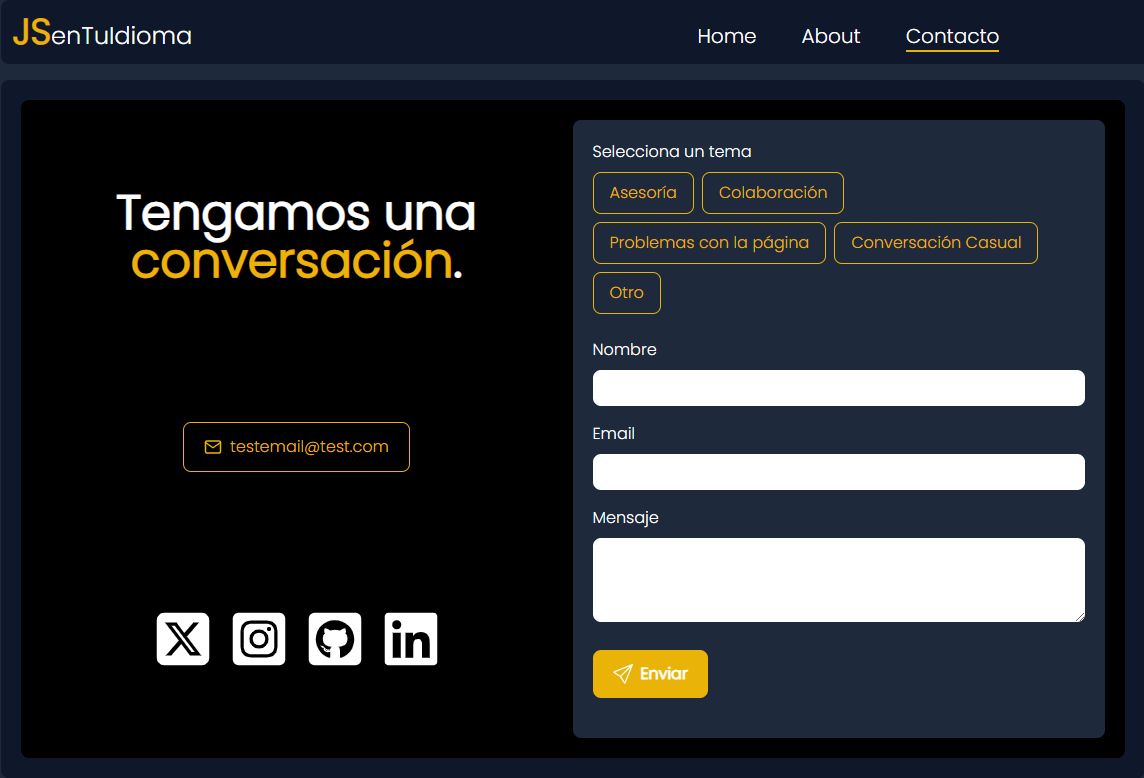 JSenTuIdioma
Home About Contacto
Tengamos una
conversación.
testemail@test.com
Selecciona un tema
Asesoría Colaboración
Problemas con la página Conversación Casual
Otro
Nombre
Email
Mensaje
Enviar